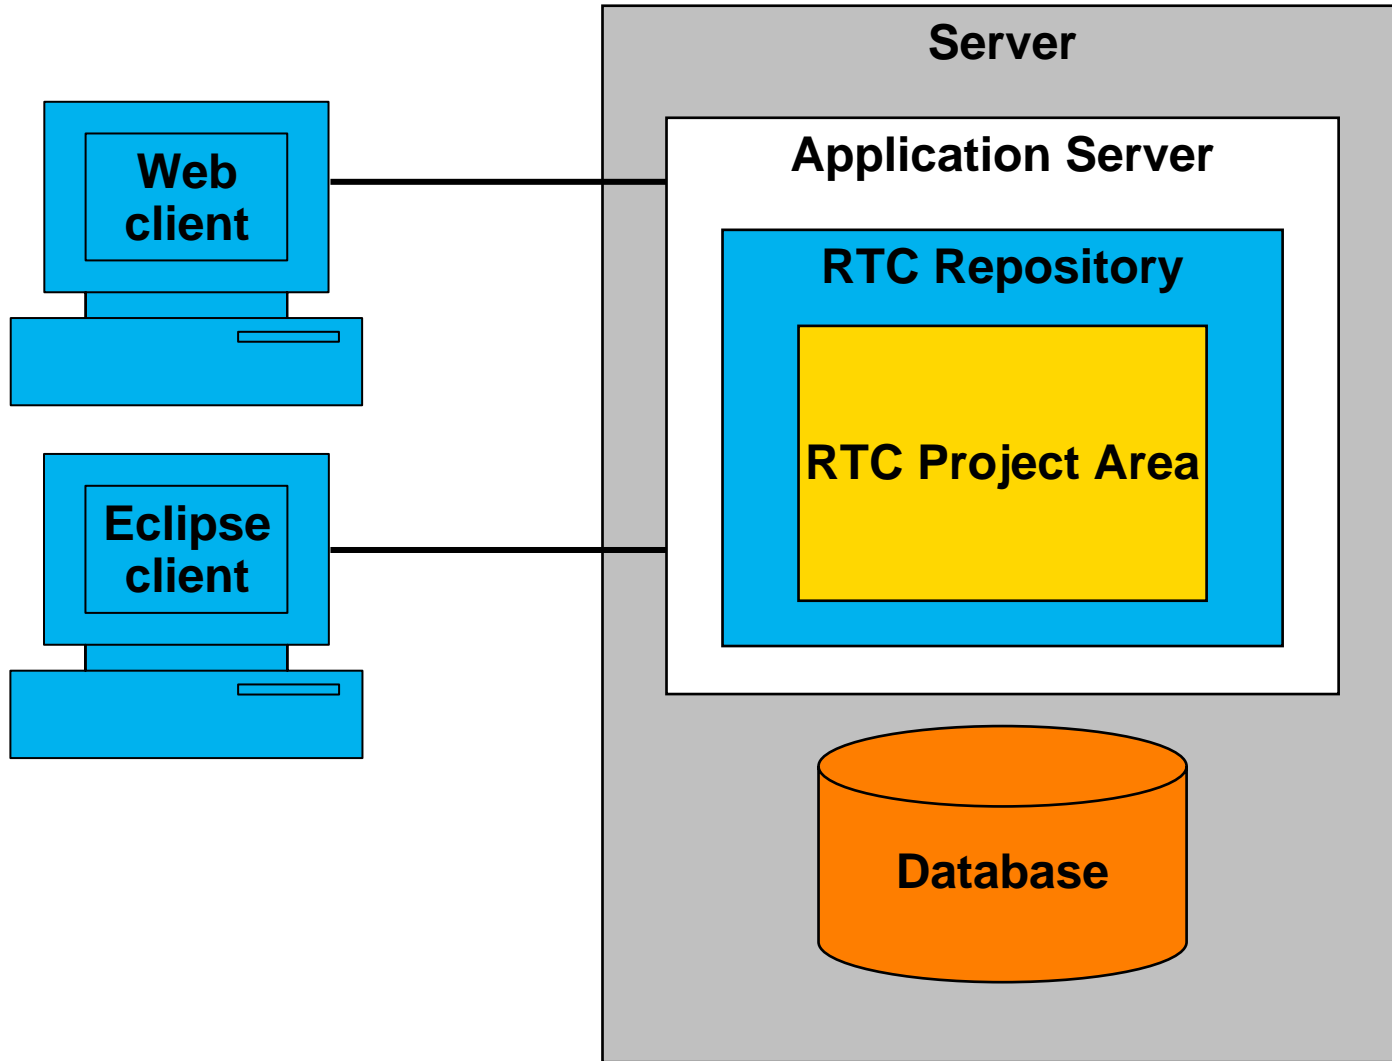 Server
Application Server
Web
client
RTC Repository
RTC Project Area
Eclipse
client
Database